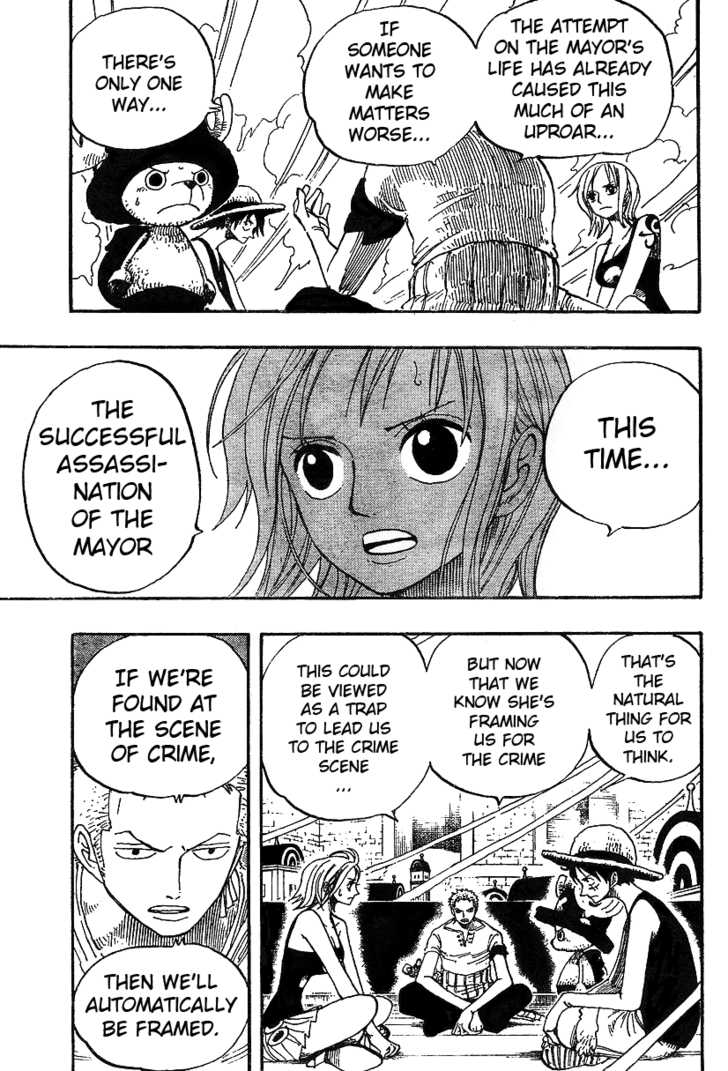 THE ATTEMPT
ON THE MAYOR'S
LIFE HAS ALREADY
CAUSED THIS
MUCH OF AN
UPROAR...
IF
SOMEONE
WANTS TO
MAKE
MATTERS
WORSE...
THERE'S
ONLY ONE
WAY...
THIS
TIME...
THE
SUCCESSFUL
ASSASSI-
NATION
OF THE
MAYOR
THAT'S
THE
NATURAL
THING FOR
US TO
THINK.
BUT NOW
THAT WE
KNOW SHE'S
FRAMING
US FOR
THE CRIME
THIS COULD
BE VIEWED
AS A TRAP
TO LEAD US
TO THE CRIME
SCENE
...
IF WE'RE
FOUND AT
THE SCENE
OF CRIME,
THEN WE'LL
AUTOMATICALLY
BE FRAMED.